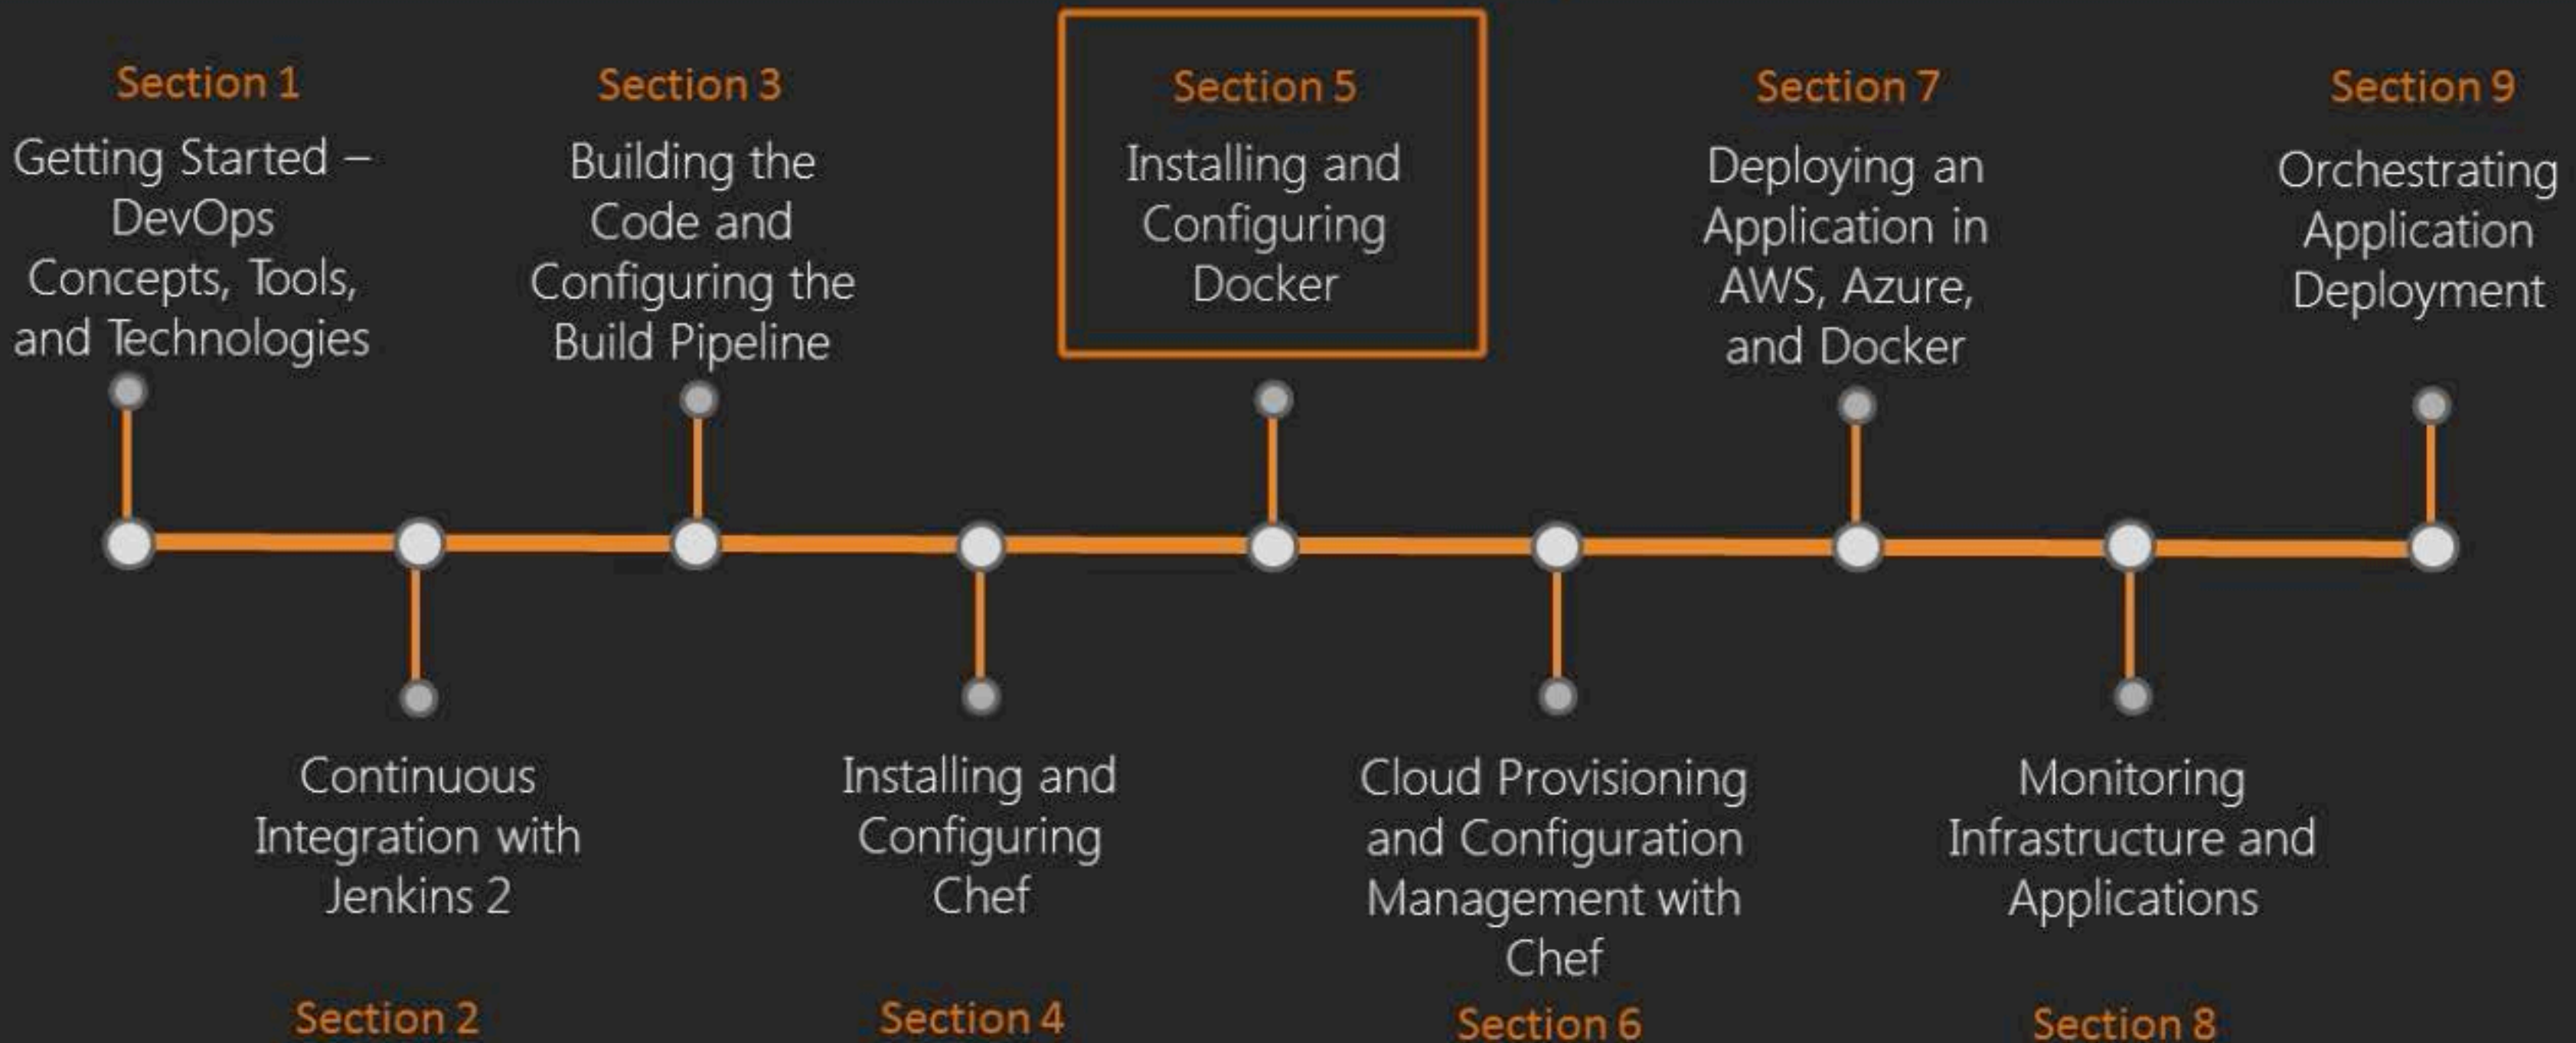 Section 1
Getting Started –
DevOps
Concepts, Tools,
and Technologies
Section 3
Building the
Code and
Configuring the
Build Pipeline
Section 5
Installing and
Configuring
Docker
Section 7
Deploying an
Application in
AWS, Azure,
and Docker
Section 9
Orchestrating
Application
Deployment
Continuous
Integration with
Jenkins 2
Section 2
Installing and
Configuring
Chef
Section 4
Cloud Provisioning
and Configuration
Management with
Chef
Section 6
Monitoring
Infrastructure and
Applications
Section 8